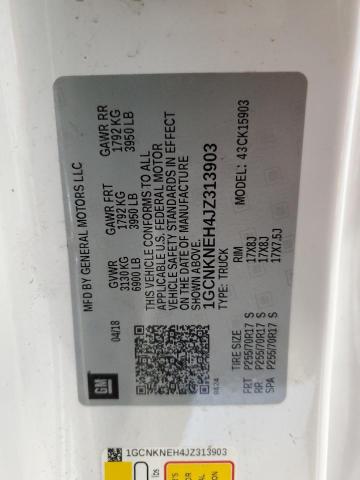 MFD BY GENERAL MOTORS LLC
04/18
GVWR
3130 KG
6900 LB
GAWR FRT
1792 KG
3950 LB
GAWR RR
1792 KG
3950 LB
THIS VEHICLE CONFORMS TO ALL
APPLICABLE U.S. FEDERAL MOTOR
VEHICLE SAFETY STANDARDS IN EFFECT
ON THE DATE OF MANUFACTURE
SHOWN ABOVE.
1GCNKNEH4JZ313903
TYPE: TRUCK
MODEL: 43CK15903
TIRE SIZE RIM
FRT P255/70R17 S 17X8J
RR P255/70R17 S 17X8J
SPA P255/70R17 S 17X7.5J
GM
1GCNKNEH4JZ313903